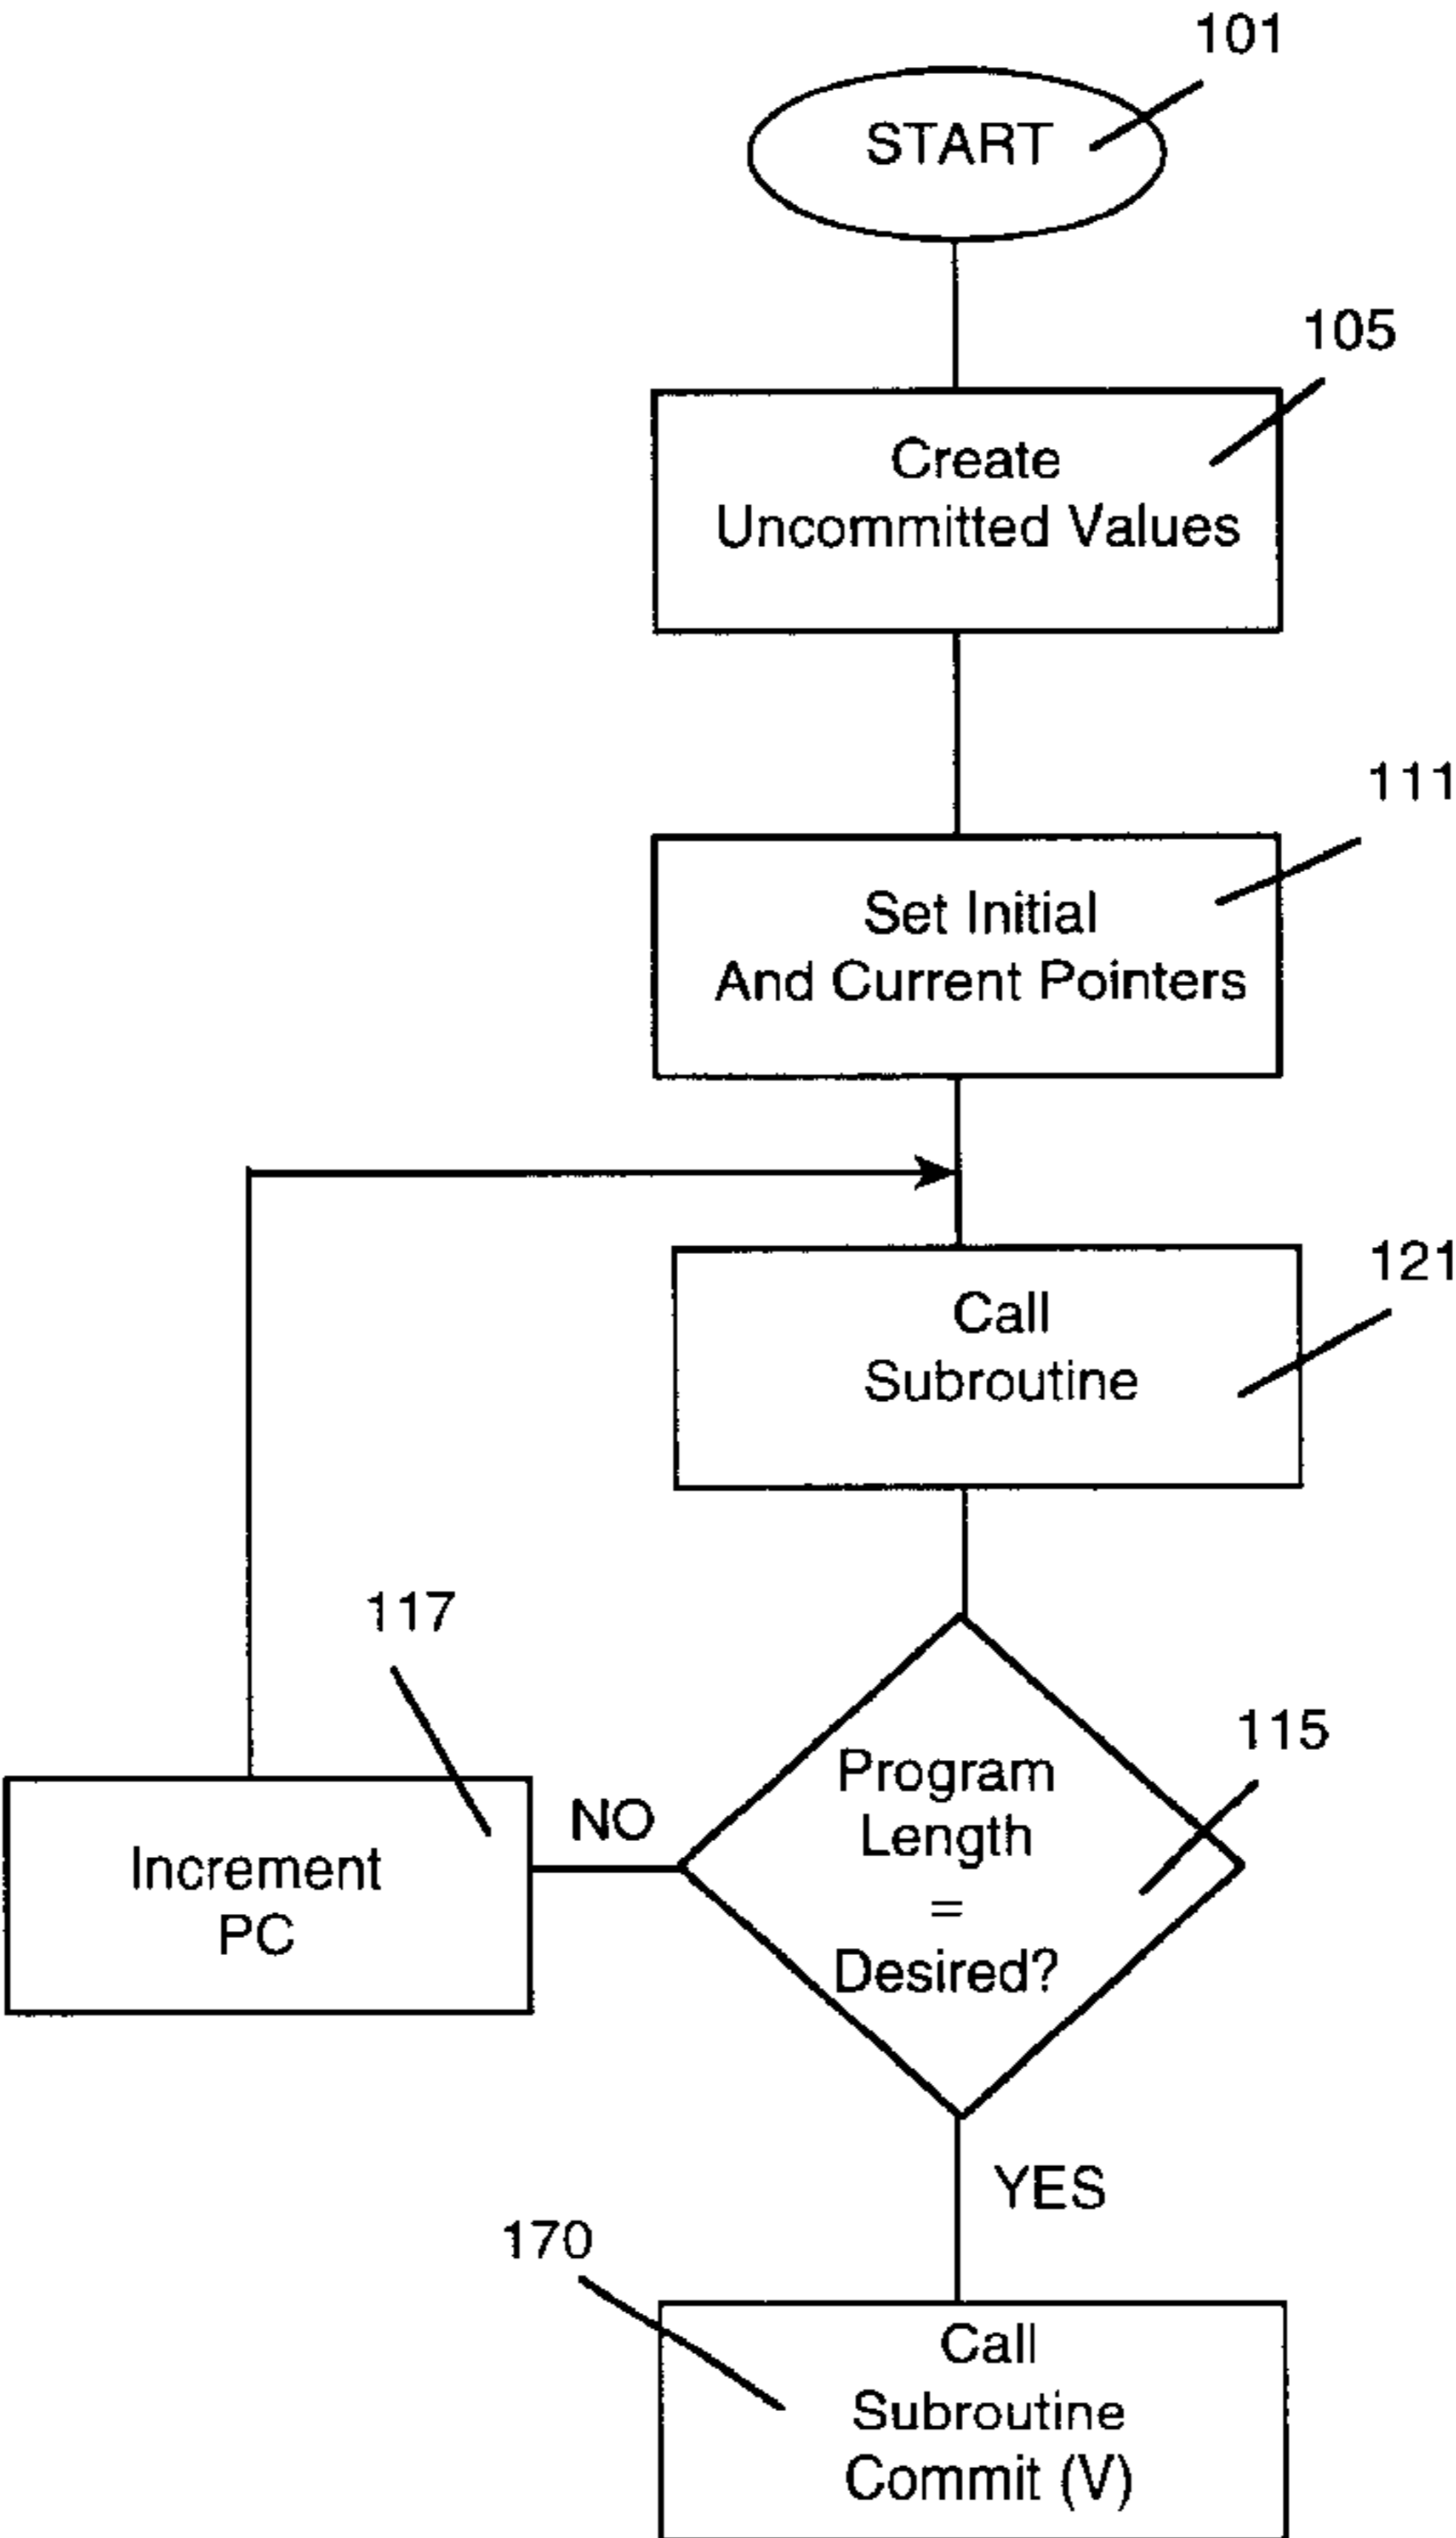 101
START
105
Create
Uncommitted Values
111
Set Initial
And Current Pointers
121
Call
Subroutine
117
115
Program
Length
=
Desired?
NO
Increment
PC
YES
170
Call
Subroutine
Commit (V)